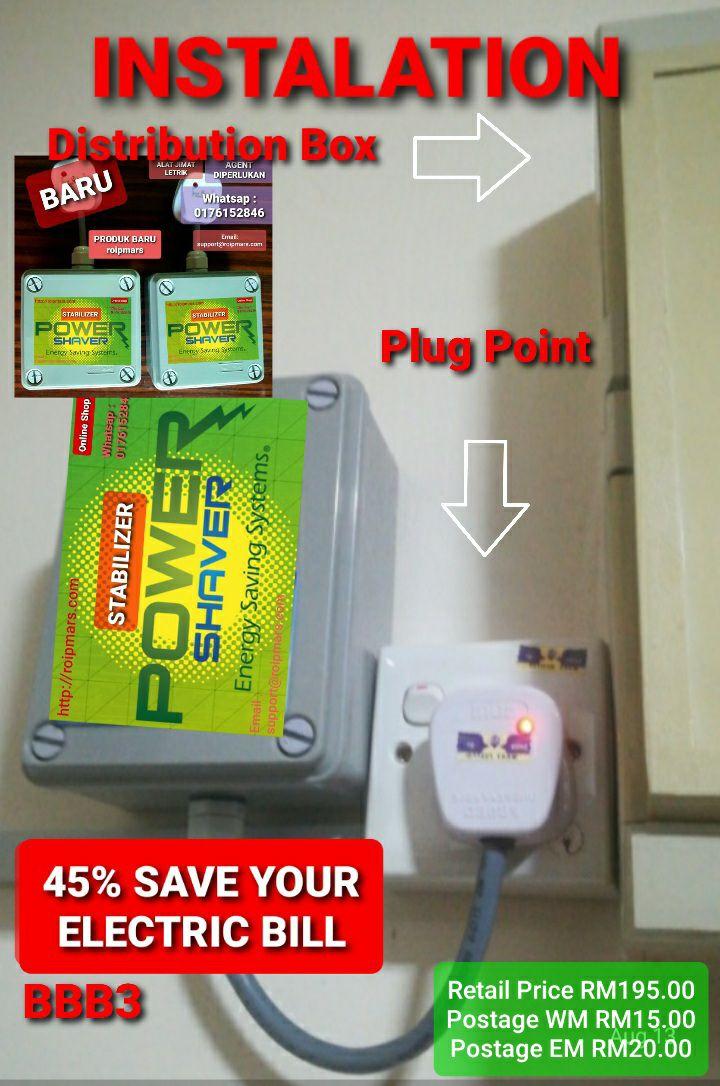 INSTALATION
Distribution Box
BARU
ALAT JIMAT
LETRIK
AGENT
DIPERLUKAN
Whatsap :
0176152846
PRODUK BARU
roipmars
Email:
support@roipmars.com
STABILIZER
POWER
SHAVER
Energy Saving Systems.
STABILIZER
POWER
SHAVER
Energy Saving Systems.
Plug Point
Online Shop
Whatsap :
http://roipmars.com
STABILIZER
POWER
SHAVER
Energy Saving Systems®
Email :
support@roipmars.com
45% SAVE YOUR
ELECTRIC BILL
BBB3
Retail Price RM195.00
Postage WM RM15.00
Aug 13
Postage EM RM20.00